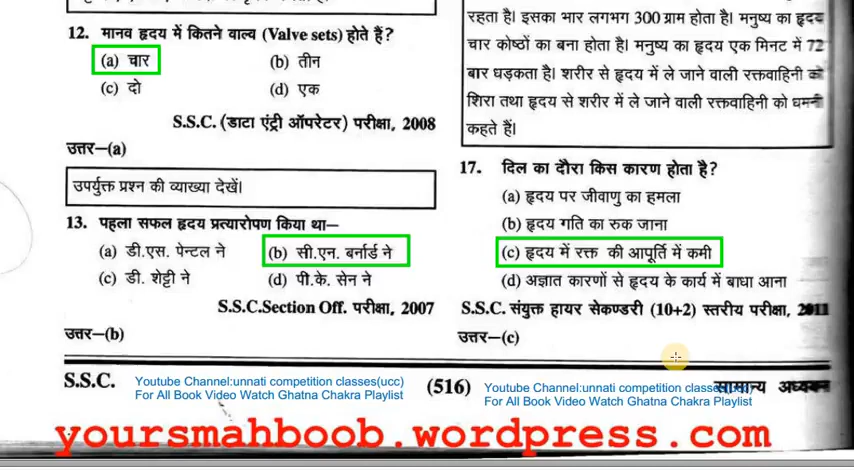 12. मानव हृदय में कितने वाल्व (Valve sets) होते हैं?
(a) चार (b) तीन
(c) दो (d) एक
S.S.C. (डाटा एंट्री ऑपरेटर) परीक्षा, 2008
उत्तर—(a)
उपर्युक्त प्रश्न की व्याख्या देखें।
13. पहला सफल हृदय प्रत्यारोपण किया था—
(a) डी.एस. पेन्टल ने (b) सी.एन. बर्नार्ड ने
(c) डी. शेट्टी ने (d) पी.के. सेन ने
S.S.C.Section Off. परीक्षा, 2007
उत्तर—(b)
रहता है। इसका भार लगभग 300 ग्राम होता है। मनुष्य का हृदय
चार कोष्ठों का बना होता है। मनुष्य का हृदय एक मिनट में 72
बार धड़कता है। शरीर से हृदय में ले जाने वाली रक्तवाहिनी को
शिरा तथा हृदय से शरीर में ले जाने वाली रक्तवाहिनी को धमनी
कहते हैं।
17. दिल का दौरा किस कारण होता है?
(a) हृदय पर जीवाणु का हमला
(b) हृदय गति का रुक जाना
(c) हृदय में रक्त की आपूर्ति में कमी
(d) अज्ञात कारणों से हृदय के कार्य में बाधा आना
S.S.C. संयुक्त हायर सेकण्डरी (10+2) स्तरीय परीक्षा, 2011
उत्तर—(c)
S.S.C. Youtube Channel:unnati competition classes(ucc) (516) Youtube Channel:unnati competition classes(ucc) सामान्य अध्ययन
For All Book Video Watch Ghatna Chakra Playlist For All Book Video Watch Ghatna Chakra Playlist
yoursmahboob.wordpress.com